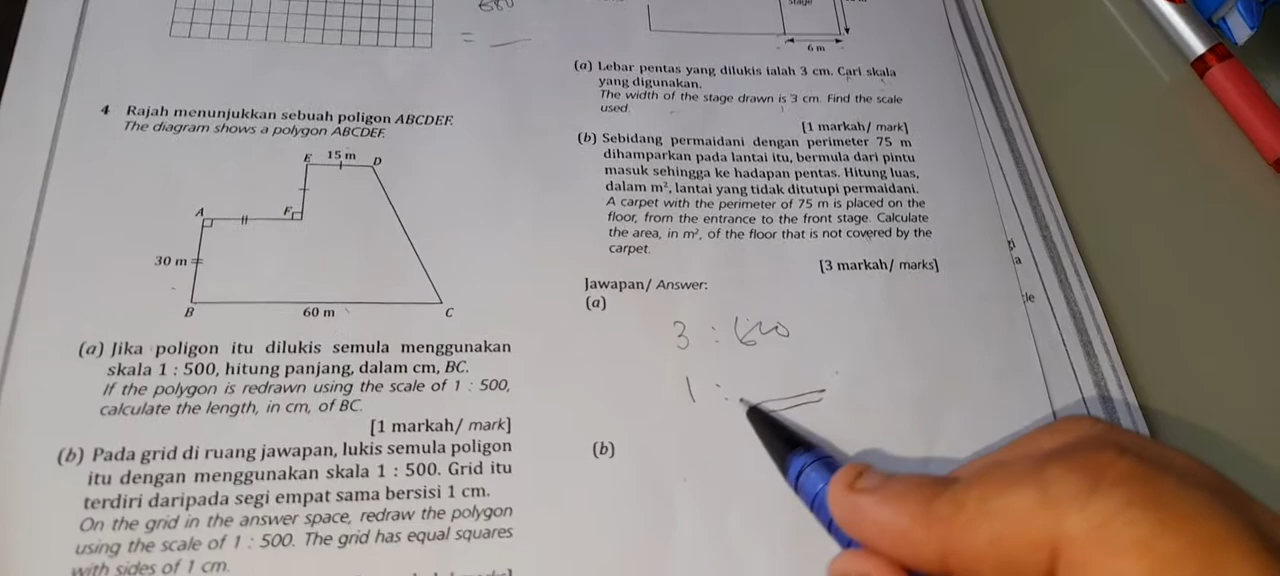 600
= __
4 Rajah menunjukkan sebuah poligon ABCDEF.
The diagram shows a polygon ABCDEF.
E 15 m D
A F
30 m
B 60 m C
(a) Jika poligon itu dilukis semula menggunakan
skala 1 : 500, hitung panjang, dalam cm, BC.
If the polygon is redrawn using the scale of 1 : 500,
calculate the length, in cm, of BC.
[1 markah/ mark]
(b) Pada grid di ruang jawapan, lukis semula poligon
itu dengan menggunakan skala 1 : 500. Grid itu
terdiri daripada segi empat sama bersisi 1 cm.
On the grid in the answer space, redraw the polygon
using the scale of 1 : 500. The grid has equal squares
with sides of 1 cm.
stage
6 m
(a) Lebar pentas yang dilukis ialah 3 cm. Cari skala
yang digunakan.
The width of the stage drawn is 3 cm. Find the scale
used.
[1 markah/ mark]
(b) Sebidang permaidani dengan perimeter 75 m
dihamparkan pada lantai itu, bermula dari pintu
masuk sehingga ke hadapan pentas. Hitung luas,
dalam m², lantai yang tidak ditutupi permaidani.
A carpet with the perimeter of 75 m is placed on the
floor, from the entrance to the front stage. Calculate
the area, in m², of the floor that is not covered by the
carpet.
[3 markah/ marks]
Jawapan/ Answer:
(a)
3 : 600
1 :
(b)